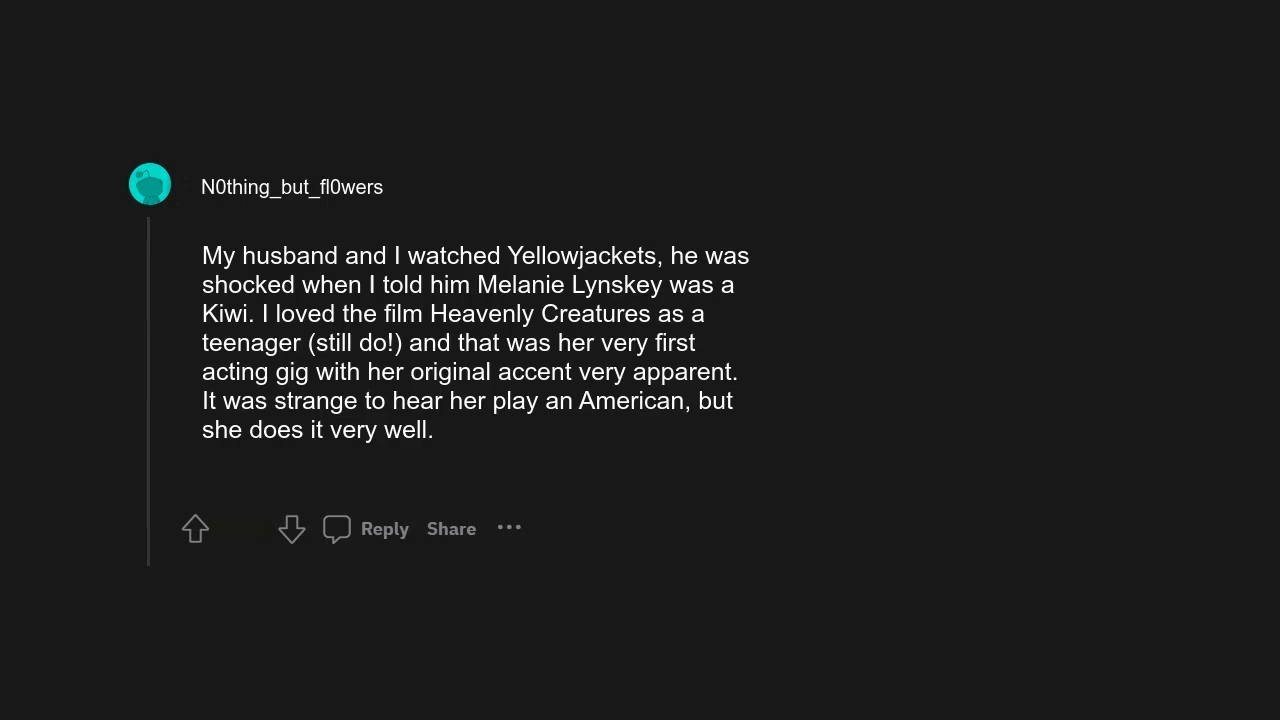 N0thing_but_fl0wers
My husband and I watched Yellowjackets, he was
shocked when I told him Melanie Lynskey was a
Kiwi. I loved the film Heavenly Creatures as a
teenager (still do!) and that was her very first
acting gig with her original accent very apparent.
It was strange to hear her play an American, but
she does it very well.
Reply Share